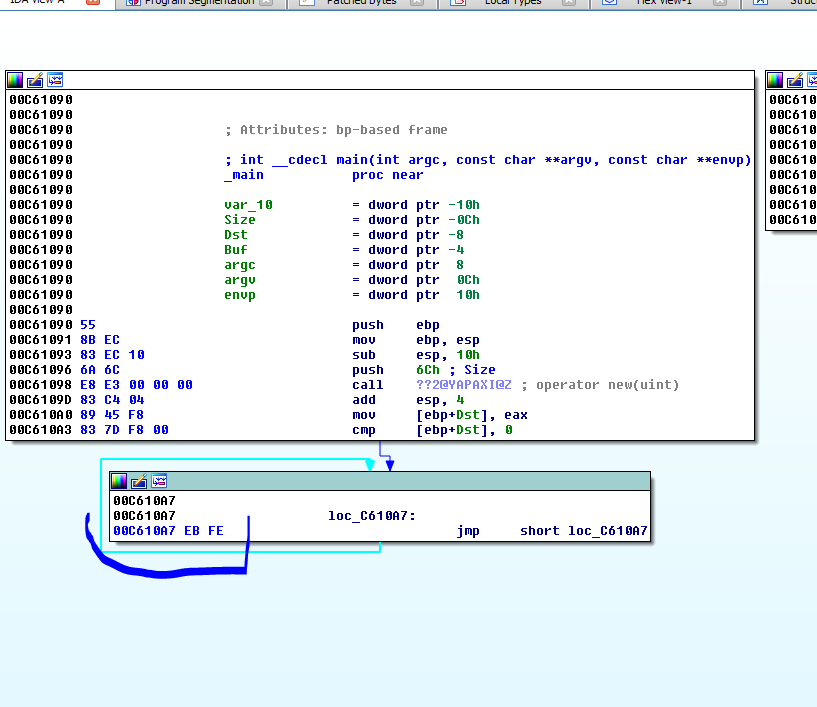 IDA View-A Program Segmentation Patched bytes Local Types Hex View-1 Struc
00C61090
00C61090
00C61090 ; Attributes: bp-based frame
00C61090
00C61090 ; int __cdecl main(int argc, const char **argv, const char **envp)
00C61090 _main proc near
00C61090
00C61090 var_10 = dword ptr -10h
00C61090 Size = dword ptr -0Ch
00C61090 Dst = dword ptr -8
00C61090 Buf = dword ptr -4
00C61090 argc = dword ptr 8
00C61090 argv = dword ptr 0Ch
00C61090 envp = dword ptr 10h
00C61090
00C61090 55 push ebp
00C61091 8B EC mov ebp, esp
00C61093 83 EC 10 sub esp, 10h
00C61096 6A 6C push 6Ch ; Size
00C61098 E8 E3 00 00 00 call ??2@YAPAXI@Z ; operator new(uint)
00C6109D 83 C4 04 add esp, 4
00C610A0 89 45 F8 mov [ebp+Dst], eax
00C610A3 83 7D F8 00 cmp [ebp+Dst], 0
00C610
00C610
00C610
00C610
00C610
00C610
00C610
00C610
00C610
00C610A7
00C610A7 loc_C610A7:
00C610A7 EB FE jmp short loc_C610A7